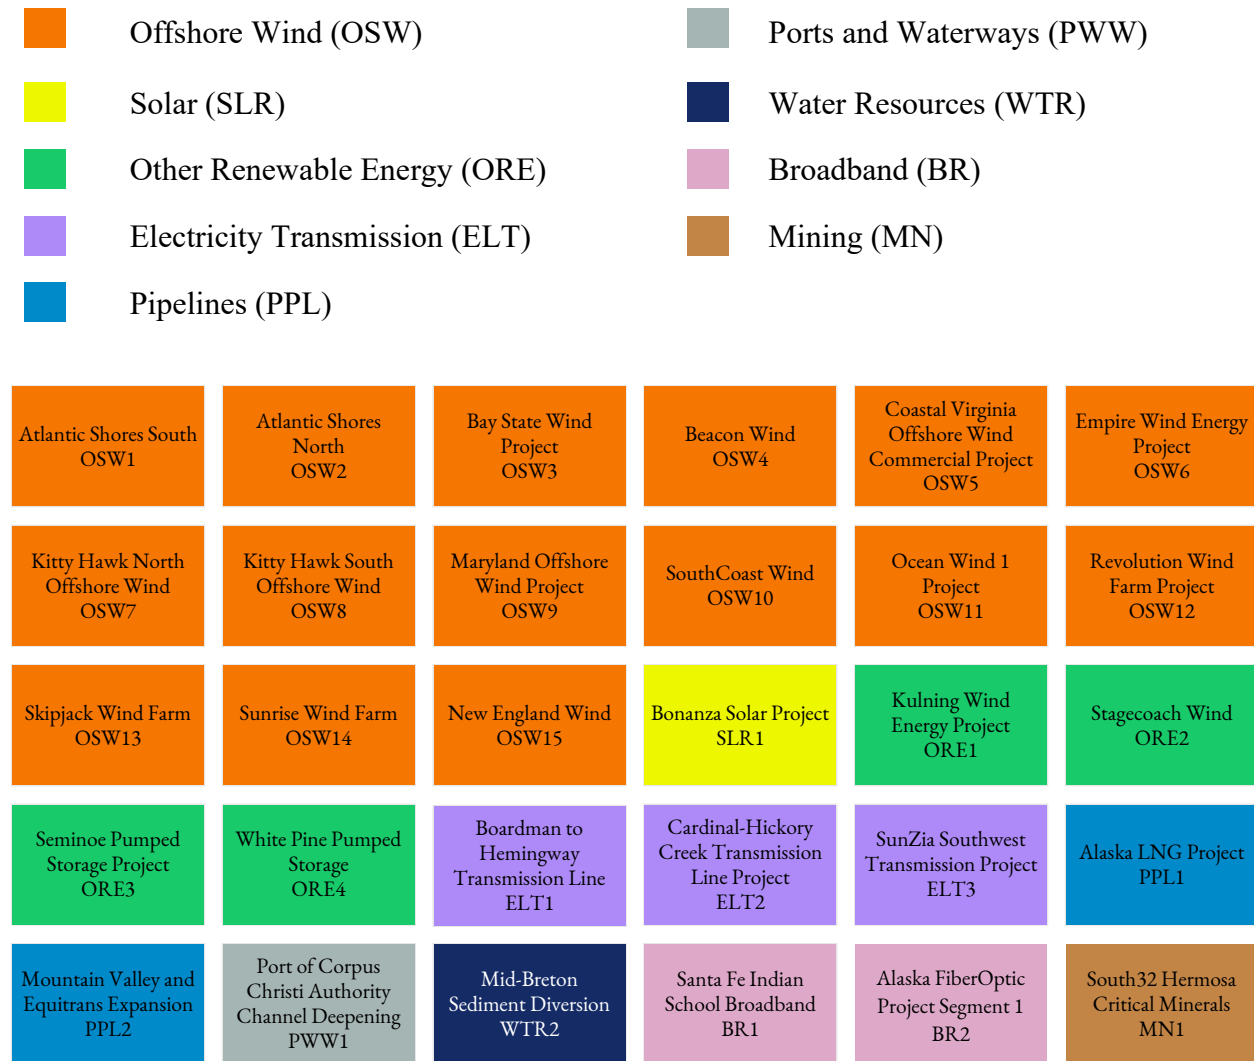 Offshore Wind (OSW)
Solar (SLR)
Other Renewable Energy (ORE)
Electricity Transmission (ELT)
Pipelines (PPL)
Ports and Waterways (PWW)
Water Resources (WTR)
Broadband (BR)
Mining (MN)
Atlantic Shores South
OSW1
Atlantic Shores
North
OSW2
Bay State Wind
Project
OSW3
Beacon Wind
OSW4
Coastal Virginia
Offshore Wind
Commercial Project
OSW5
Empire Wind Energy
Project
OSW6
Kitty Hawk North
Offshore Wind
OSW7
Kitty Hawk South
Offshore Wind
OSW8
Maryland Offshore
Wind Project
OSW9
SouthCoast Wind
OSW10
Ocean Wind 1
Project
OSW11
Revolution Wind
Farm Project
OSW12
Skipjack Wind Farm
OSW13
Sunrise Wind Farm
OSW14
New England Wind
OSW15
Bonanza Solar Project
SLR1
Kulning Wind
Energy Project
ORE1
Stagecoach Wind
ORE2
Seminoe Pumped
Storage Project
ORE3
White Pine Pumped
Storage
ORE4
Boardman to
Hemingway
Transmission Line
ELT1
Cardinal-Hickory
Creek Transmission
Line Project
ELT2
SunZia Southwest
Transmission Project
ELT3
Alaska LNG Project
PPL1
Mountain Valley and
Equitrans Expansion
PPL2
Port of Corpus
Christi Authority
Channel Deepening
PWW1
Mid-Breton
Sediment Diversion
WTR2
Santa Fe Indian
School Broadband
BR1
Alaska FiberOptic
Project Segment 1
BR2
South32 Hermosa
Critical Minerals
MN1